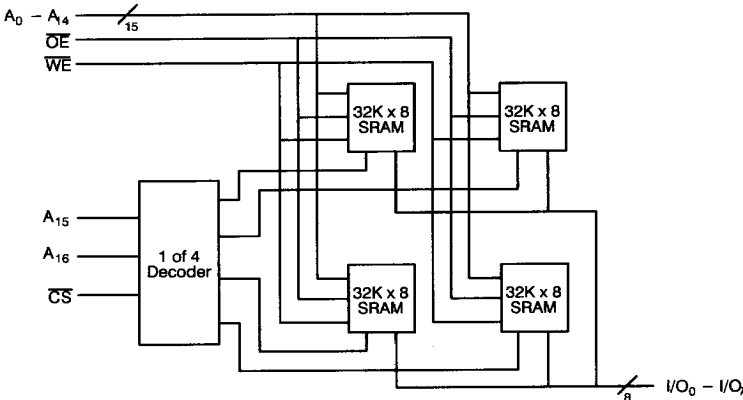 A₀ – A₁₄
15
OE
WE
32K x 8
SRAM
32K x 8
SRAM
A₁₅
A₁₆
CS
1 of 4
Decoder
32K x 8
SRAM
32K x 8
SRAM
8
I/O₀ – I/O₇